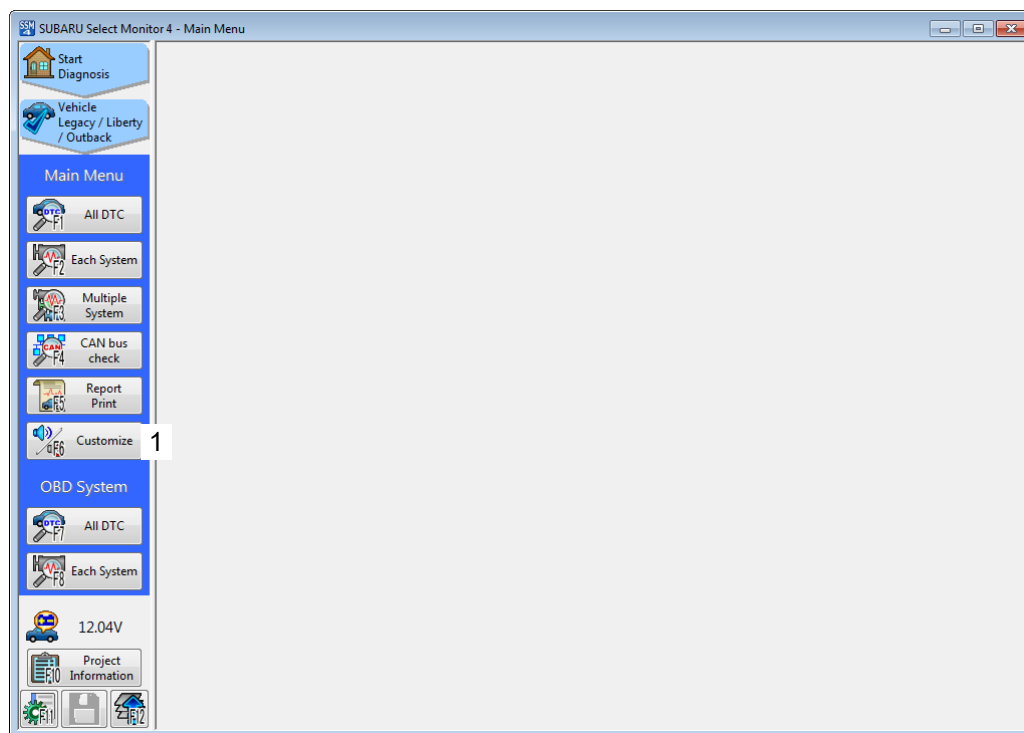 SSM
4
SUBARU Select Monitor 4 - Main Menu
Start
Diagnosis
Vehicle
Legacy / Liberty
/ Outback
Main Menu
DTC
F1
All DTC
F2
Each System
F3
Multiple
System
CAN
F4
CAN bus
check
F5
Report
Print
F6
Customize
1
OBD System
DTC
F7
All DTC
F8
Each System
12.04V
F10
Project
Information
F11
F12